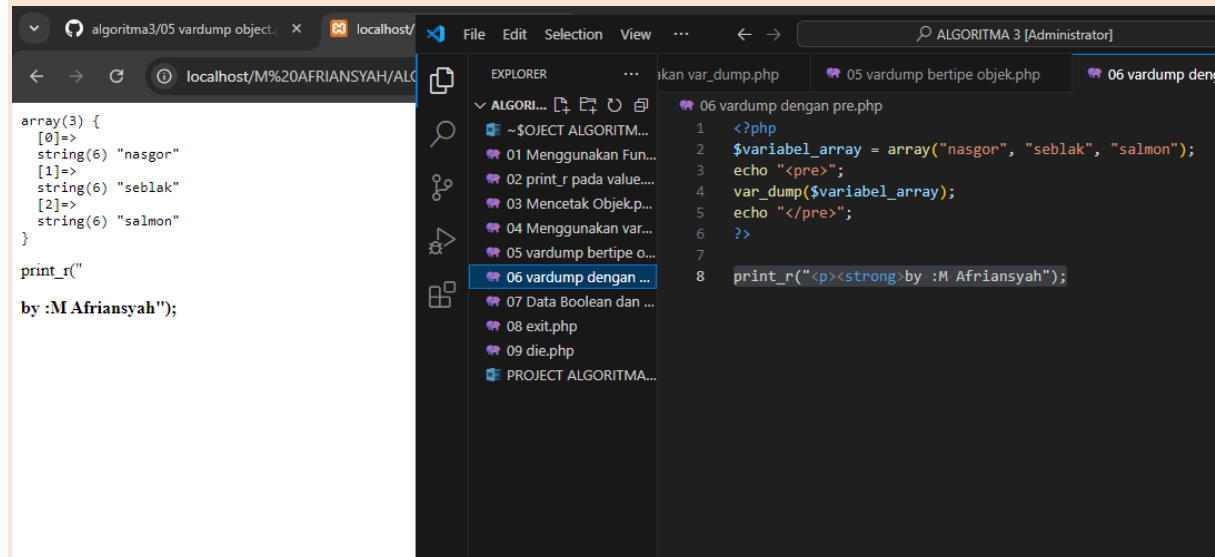 algoritma3/05 vardump object.
localhost/
localhost/M%20AFRIANSYAH/ALG
array(3) {
[0]=>
string(6) "nasgor"
[1]=>
string(6) "seblak"
[2]=>
string(6) "salmon"
}
print_r("
by :M Afriansyah");
File Edit Selection View ... ALGORITMA 3 [Administrator]
EXPLORER ...
ALGORI...
~$OJECT ALGORITM...
01 Menggunakan Fun...
02 print_r pada value....
03 Mencetak Objek.p...
04 Menggunakan var...
05 vardump bertipe o...
06 vardump dengan ...
07 Data Boolean dan ...
08 exit.php
09 die.php
PROJECT ALGORITMA...
akan var_dump.php 05 vardump bertipe objek.php 06 vardump den
06 vardump dengan pre.php
1 <?php
2 $variabel_array = array("nasgor", "seblak", "salmon");
3 echo "<pre>";
4 var_dump($variabel_array);
5 echo "</pre>";
6 ?>
7
8 print_r("<p><strong>by :M Afriansyah");